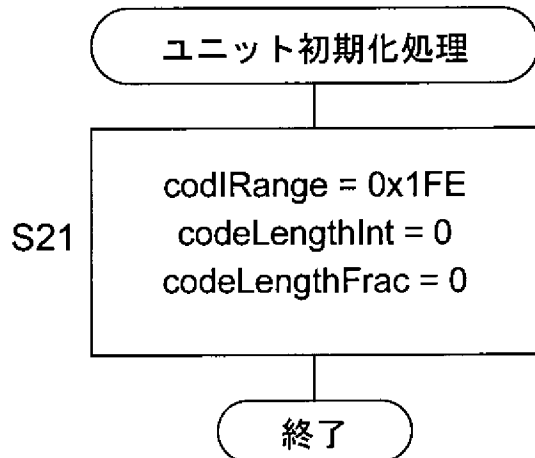 ユニット初期化処理
S21
codIRange = 0x1FE
codeLengthInt = 0
codeLengthFrac = 0
終了